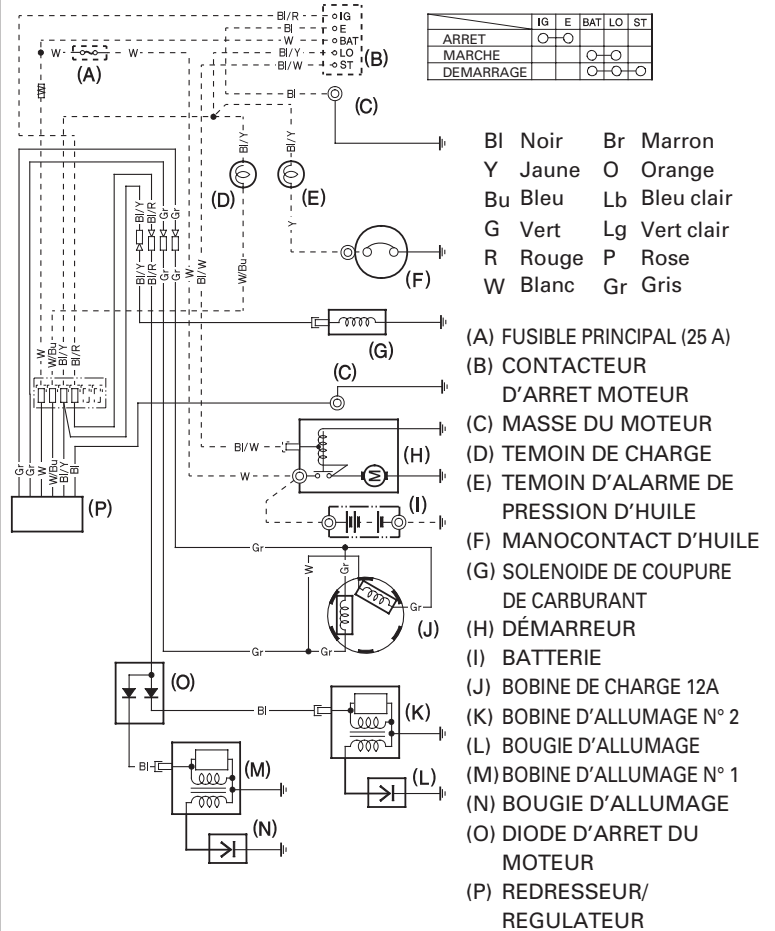 IG E BAT LO ST
ARRET
MARCHE
DEMARRAGE
Bl/R IG
Bl E
W BAT
Bl/Y LO
Bl/W ST
(B)
W W
(A)
W
Bl
(C)
Bl/Y
Bl/Y
(D)
(E)
Y
(F)
Bl/Y Bl/R Gr Gr
Bl/Y Bl/R Gr Gr
W Bl/W W/Bu
(G)
W W/Bu Bl/Y Bl/R
(C)
Bl/W
(H)
W
M
Gr Gr W W/Bu Bl/Y Bl
(P)
(I)
Gr
W Gr
Gr
(J)
Gr Gr
(O)
Bl
(K)
Bl
(M)
(L)
(N)
Bl Noir Br Marron
Y Jaune O Orange
Bu Bleu Lb Bleu clair
G Vert Lg Vert clair
R Rouge P Rose
W Blanc Gr Gris
(A) FUSIBLE PRINCIPAL (25 A)
(B) CONTACTEUR
D'ARRET MOTEUR
(C) MASSE DU MOTEUR
(D) TEMOIN DE CHARGE
(E) TEMOIN D'ALARME DE
PRESSION D'HUILE
(F) MANOCONTACT D'HUILE
(G) SOLENOIDE DE COUPURE
DE CARBURANT
(H) DÉMARREUR
(I) BATTERIE
(J) BOBINE DE CHARGE 12A
(K) BOBINE D'ALLUMAGE N° 2
(L) BOUGIE D'ALLUMAGE
(M) BOBINE D'ALLUMAGE N° 1
(N) BOUGIE D'ALLUMAGE
(O) DIODE D'ARRET DU
MOTEUR
(P) REDRESSEUR/
REGULATEUR